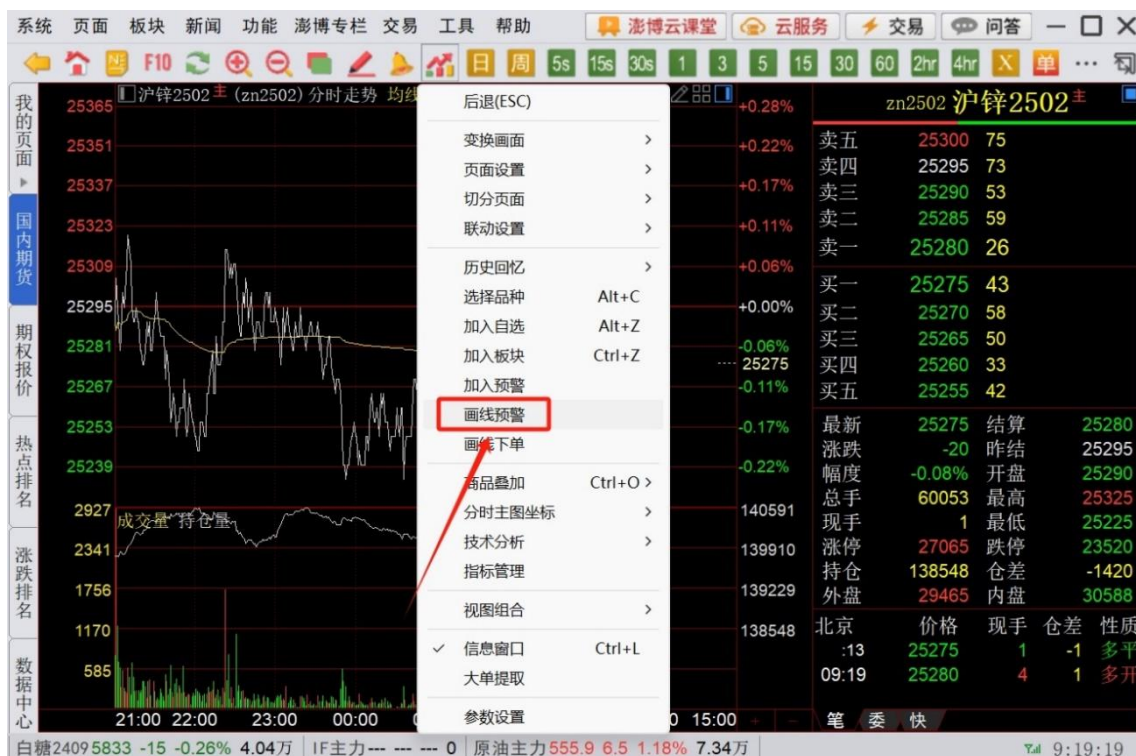 系统 页面 板块 新闻 功能 澎博专栏 交易 工具 帮助 澎博云课堂 云服务 交易 问答
NE F10 日 周 5s 15s 30s 1 3 5 15 30 60 2hr 4hr X 单
我的页面
国内期货
期权报价
热点排名
涨跌排名
数据中心
沪锌2502主 (zn2502) 分时走势 均线
25365
25351
25337
25323
25309
25295
25281
25267
25253
25239
2927
2341
1756
1170
585
成交量 持仓量
21:00 22:00 23:00 00:00 15:00
后退(ESC)
变换画面
页面设置
切分页面
联动设置
历史回忆
选择品种 Alt+C
加入自选 Alt+Z
加入板块 Ctrl+Z
加入预警
画线预警
画线下单
商品叠加 Ctrl+O
分时主图坐标
技术分析
指标管理
视图组合
信息窗口 Ctrl+L
大单提取
参数设置
+0.28%
+0.22%
+0.17%
+0.11%
+0.06%
+0.00%
-0.06%
25275
-0.11%
-0.17%
-0.22%
140591
139910
139229
138548
zn2502 沪锌2502主
卖五 25300 75
卖四 25295 73
卖三 25290 53
卖二 25285 59
卖一 25280 26
买一 25275 43
买二 25270 58
买三 25265 50
买四 25260 33
买五 25255 42
最新 25275 结算 25280
涨跌 -20 昨结 25295
幅度 -0.08% 开盘 25290
总手 60053 最高 25325
现手 1 最低 25225
涨停 27065 跌停 23520
持仓 138548 仓差 -1420
外盘 29465 内盘 30588
北京 价格 现手 仓差 性质
:13 25275 1 -1 多平
09:19 25280 4 1 多开
笔 委 快
白糖2409 5833 -15 -0.26% 4.04万 IF主力 --- --- --- 0 原油主力 555.9 6.5 1.18% 7.34万 9:19:19